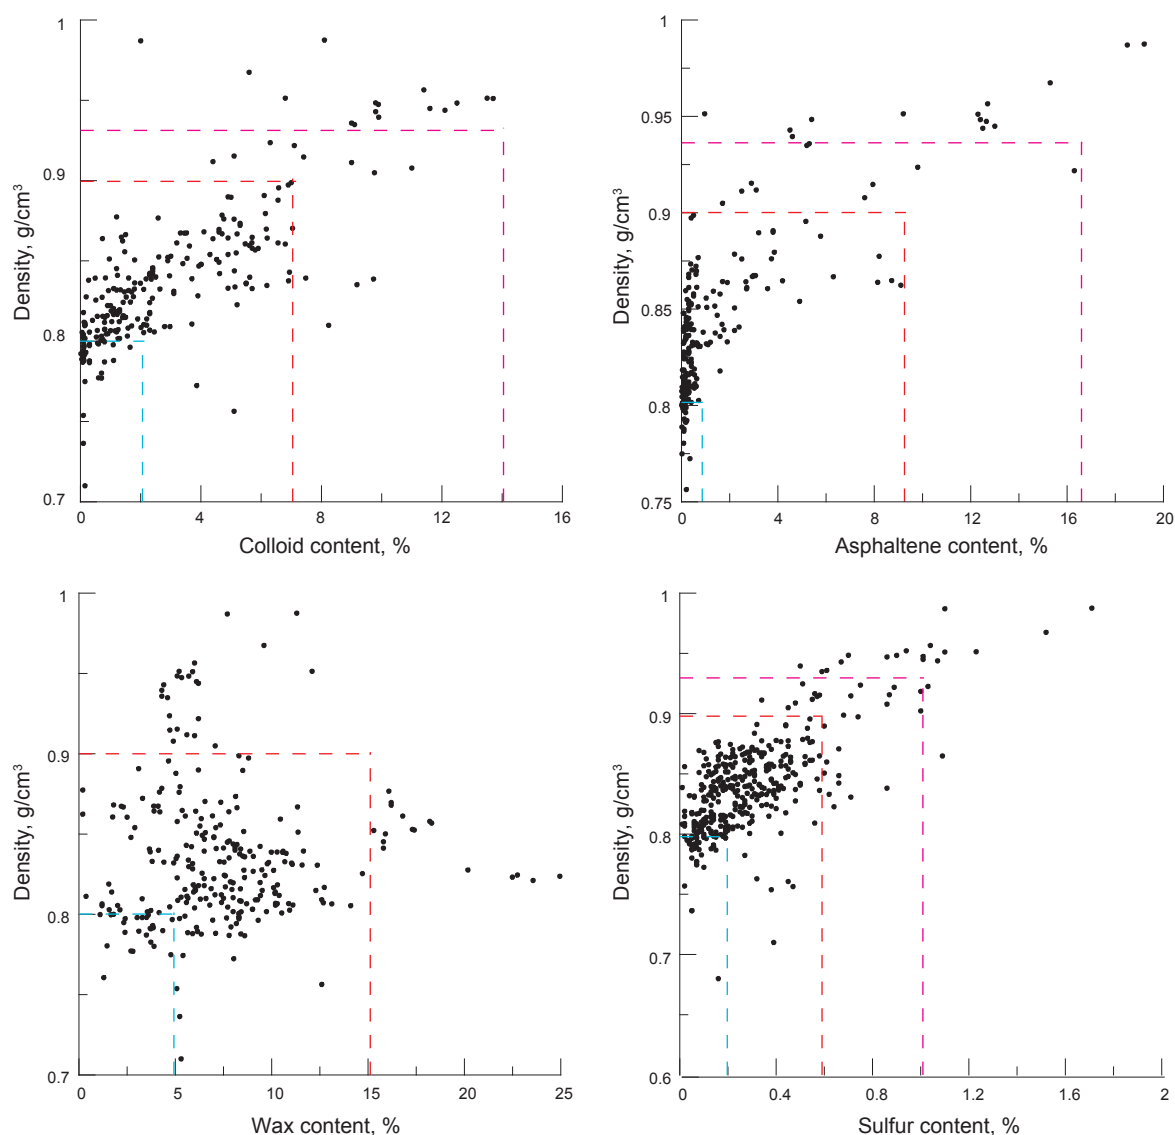 1
0.9
0.8
0.7
Density, g/cm³
0 4 8 12 16
Colloid content, %
1
0.95
0.9
0.85
0.8
0.75
Density, g/cm³
0 4 8 12 16 20
Asphaltene content, %
1
0.9
0.8
0.7
Density, g/cm³
0 5 10 15 20 25
Wax content, %
1
0.9
0.8
0.7
0.6
Density, g/cm³
0 0.4 0.8 1.2 1.6 2
Sulfur content, %